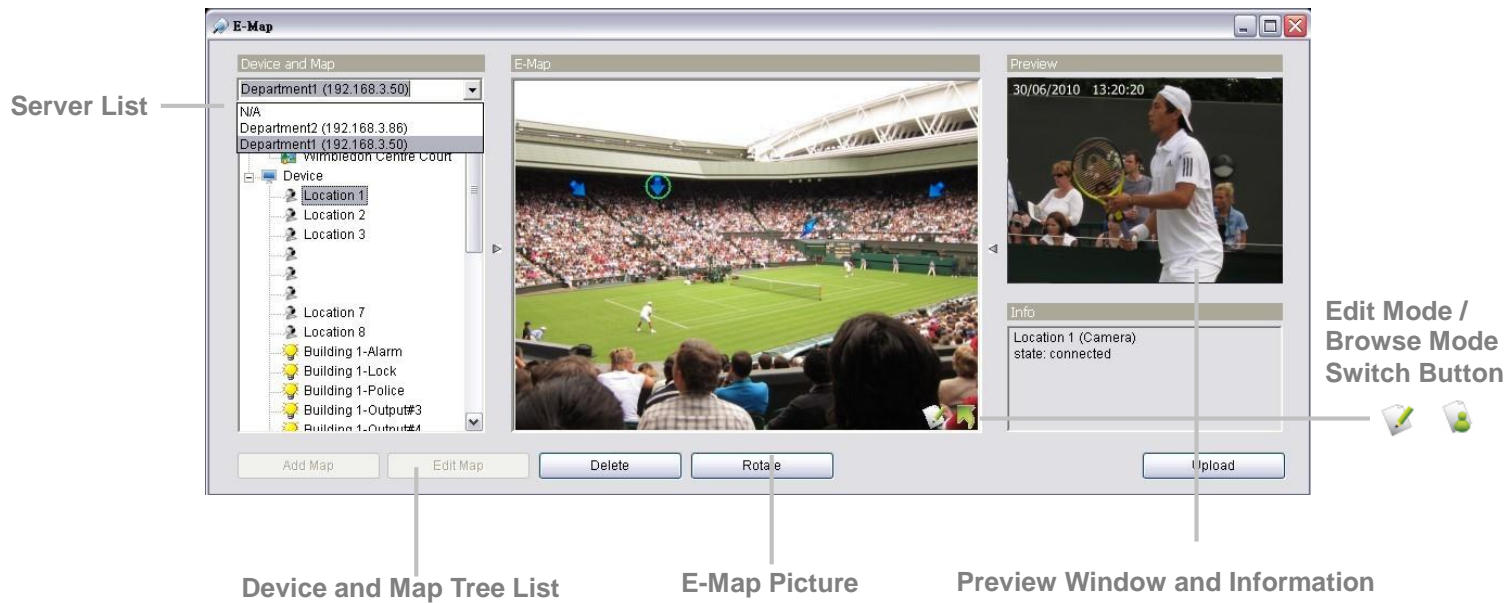 E-Map
Device and Map
E-Map
Preview
Server List
Department1 (192.168.3.50)
N/A
Department2 (192.168.3.86)
Department1 (192.168.3.50)
Wimbledon Centre Court
Device
Location 1
Location 2
Location 3
Location 7
Location 8
Building 1-Alarm
Building 1-Lock
Building 1-Police
Building 1-Output#3
Building 1-Output#4
30/06/2010 13:20:20
Info
Location 1 (Camera)
state: connected
Edit Mode /
Browse Mode
Switch Button
Add Map
Edit Map
Delete
Rotate
Upload
Device and Map Tree List
E-Map Picture
Preview Window and Information